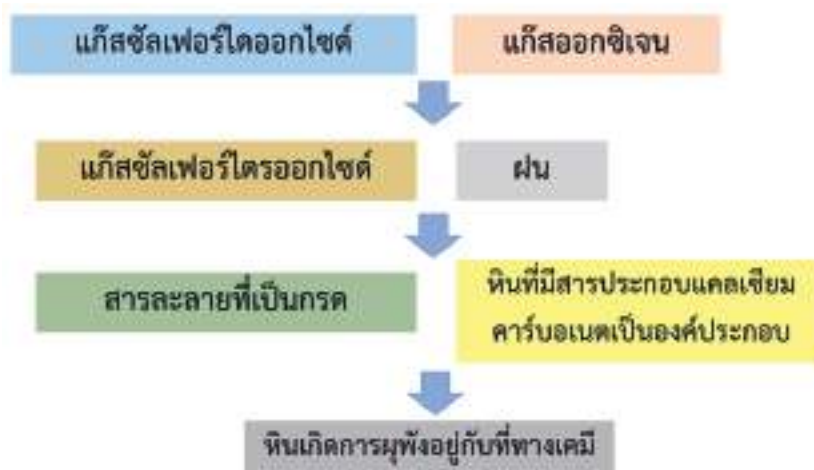 แก๊สซัลเฟอร์ไดออกไซด์
แก๊สออกซิเจน
แก๊สซัลเฟอร์ไตรออกไซด์
ฝน
สารละลายที่เป็นกรด
หินที่มีสารประกอบแคลเซียม
คาร์บอเนตเป็นองค์ประกอบ
หินเกิดการผุพังอยู่กับที่ทางเคมี